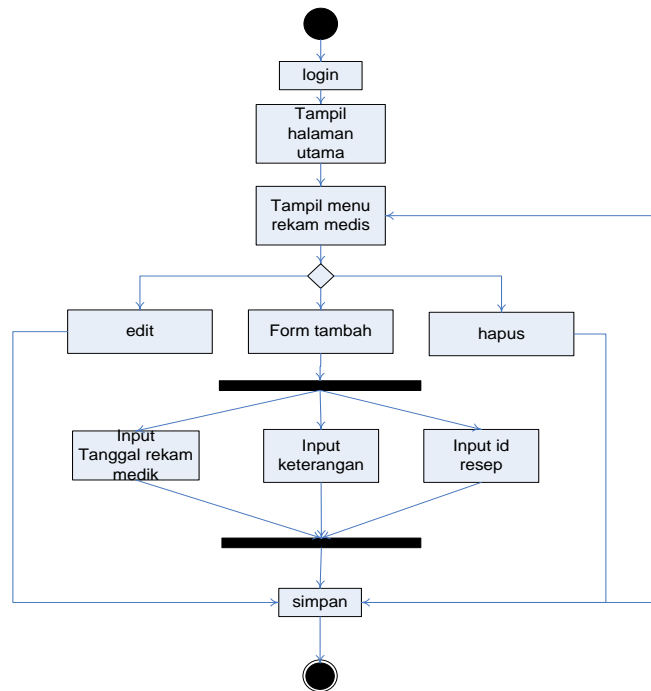 login
Tampil
halaman
utama
Tampil menu
rekam medis
edit
Form tambah
hapus
Input
Tanggal rekam
medik
Input
keterangan
Input id
resep
simpan